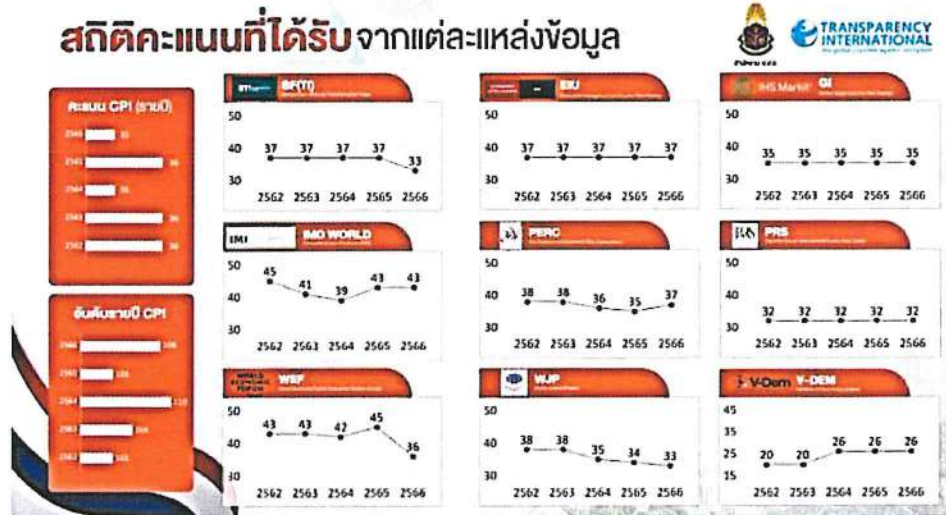 สถิติคะแนนที่ได้รับจากแต่ละแหล่งข้อมูล
TRANSPARENCY
INTERNATIONAL
คะแนน CPI (รายปี)
อันดับรายปี CPI
2566
2564
110
BF(TI)
50
40
30
37 37 37 37 33
2562 2563 2564 2565 2566
EIU
50
40
30
37 37 37 37 37
2562 2563 2564 2565 2566
IHS Markit GI
50
40
30
35 35 35 35 35
2562 2563 2564 2565 2566
IMD IMD WORLD
50
40
30
45 41 39 43 43
2562 2563 2564 2565 2566
PERC
50
40
30
38 38 36 35 37
2562 2563 2564 2565 2566
PRS PRS
50
40
30
32 32 32 32 32
2562 2563 2564 2565 2566
WORLD
ECONOMIC
FORUM
WEF
50
40
30
43 43 42 45 36
2562 2563 2564 2565 2566
WJP
50
40
30
38 38 35 34 33
2562 2563 2564 2565 2566
V-Dem V-DEM
45
35
25
15
20 20 26 26 26
2562 2563 2564 2565 2566